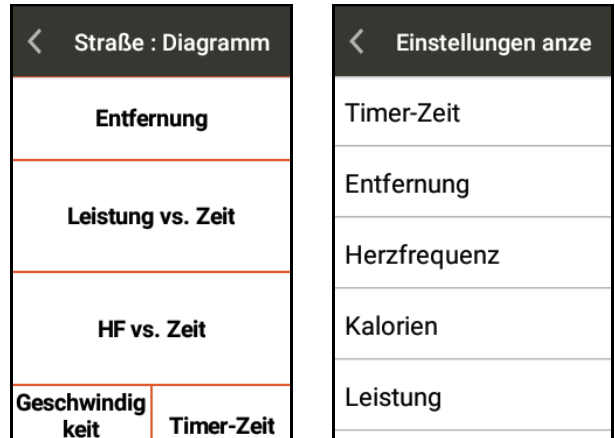 Straße : Diagramm
Entfernung
Leistung vs. Zeit
HF vs. Zeit
Geschwindig
keit
Timer-Zeit
Einstellungen anze
Timer-Zeit
Entfernung
Herzfrequenz
Kalorien
Leistung